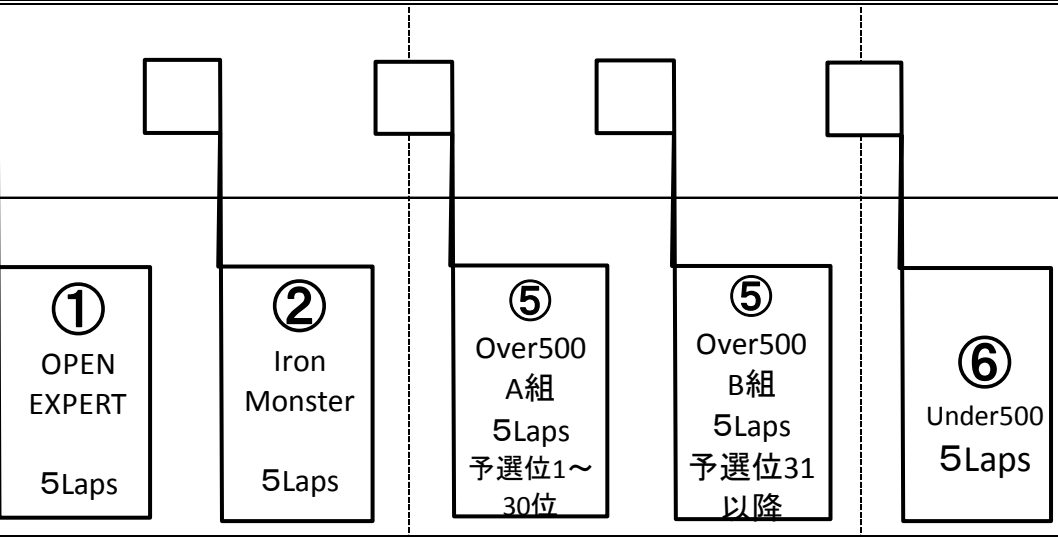 ①
OPEN
EXPERT
５Laps
②
Iron
Monster
５Laps
⑤
Over500
A組
５Laps
予選位1～
30位
⑤
Over500
B組
５Laps
予選位31
以降
⑥
Under500
５Laps